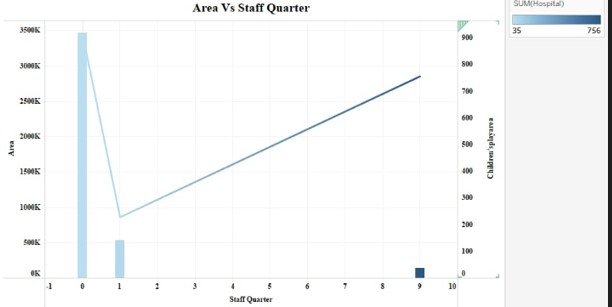 Area Vs Staff Quarter
SUM(Hospital)
35 756
3500K
3000K
2500K
2000K
1500K
1000K
500K
0K
Area
900
800
700
600
500
400
300
200
100
0
Children'splayarea
-1 0 1 2 3 4 5 6 7 8 9 10
Staff Quarter